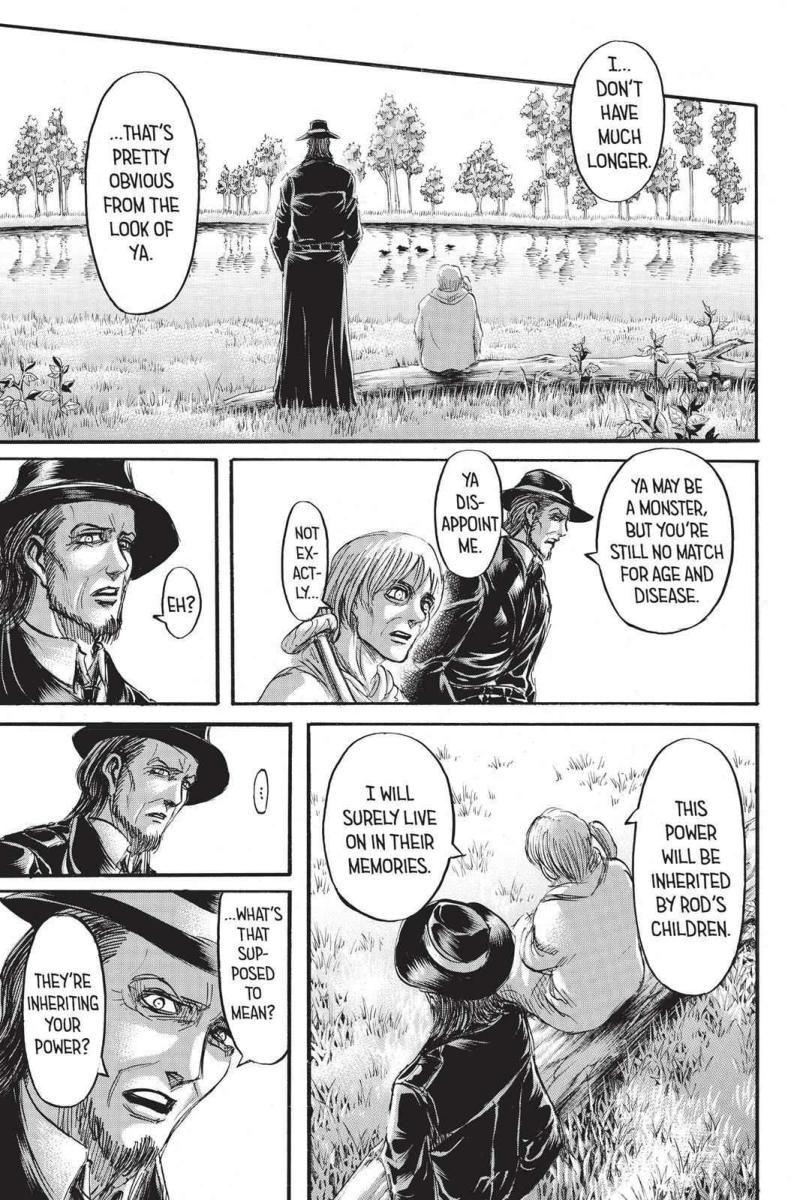 I...
DON'T
HAVE
MUCH
LONGER.
...THAT'S
PRETTY
OBVIOUS
FROM THE
LOOK OF
YA.
YA MAY BE
A MONSTER,
BUT YOU'RE
STILL NO MATCH
FOR AGE AND
DISEASE.
YA
DIS-
APPOINT
ME.
NOT
EX-
ACT-
LY...
EH?
THIS
POWER
WILL BE
INHERITED
BY ROD'S
CHILDREN.
I WILL
SURELY LIVE
ON IN THEIR
MEMORIES.
...
...WHAT'S
THAT
SUP-
POSED
TO
MEAN?
THEY'RE
INHERITING
YOUR
POWER?